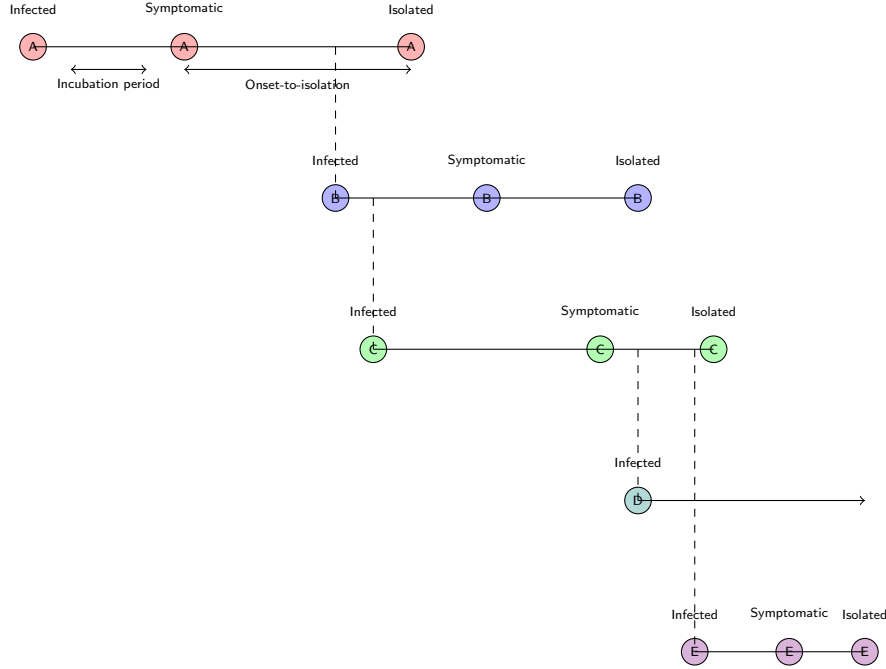 Infected Symptomatic Isolated
A A A
Incubation period Onset-to-isolation
Infected Symptomatic Isolated
B B B
Infected Symptomatic Isolated
C C C
Infected
D
Infected Symptomatic Isolated
E E E